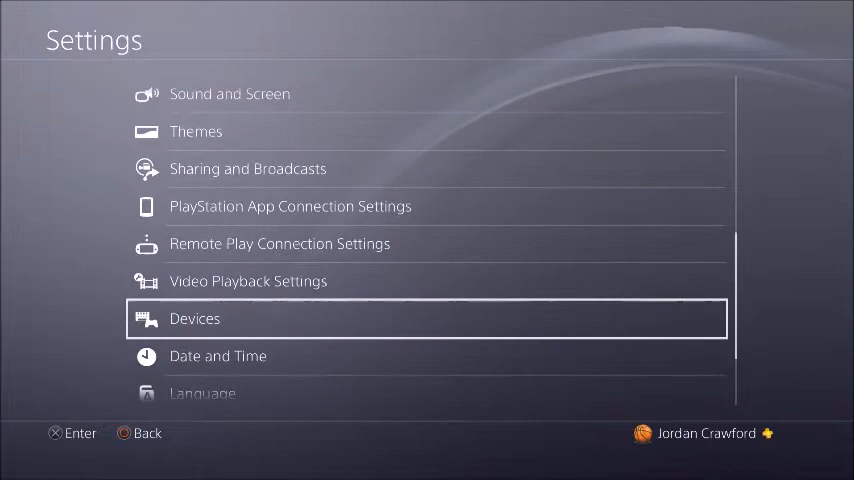 Settings
Sound and Screen
Themes
Sharing and Broadcasts
PlayStation App Connection Settings
Remote Play Connection Settings
Video Playback Settings
Devices
Date and Time
Language
Enter Back Jordan Crawford